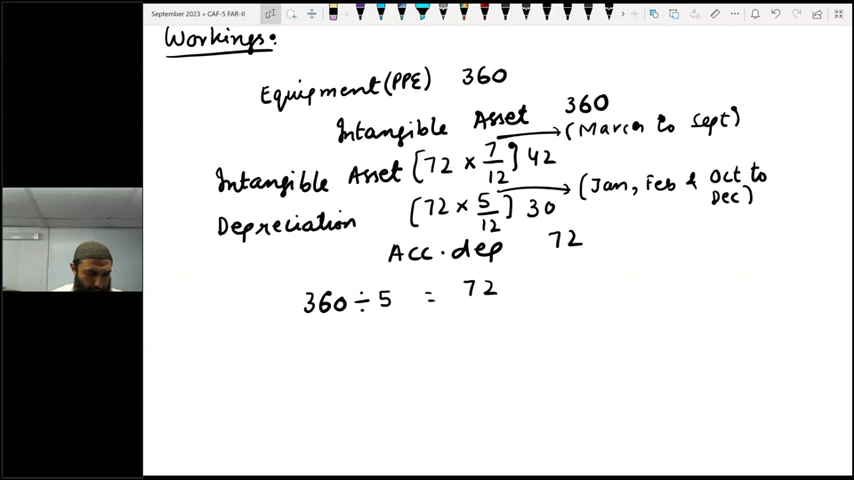 September 2023 » CAF-5 FAR-II
Workings:
Equipment(PPE) 360
Intangible Asset 360
Intangible Asset [72 × 7/12] 42 → (March to Sept)
Depreciation [72 × 5/12] 30 → (Jan, Feb & Oct to Dec)
Acc. dep 72
360 ÷ 5 = 72